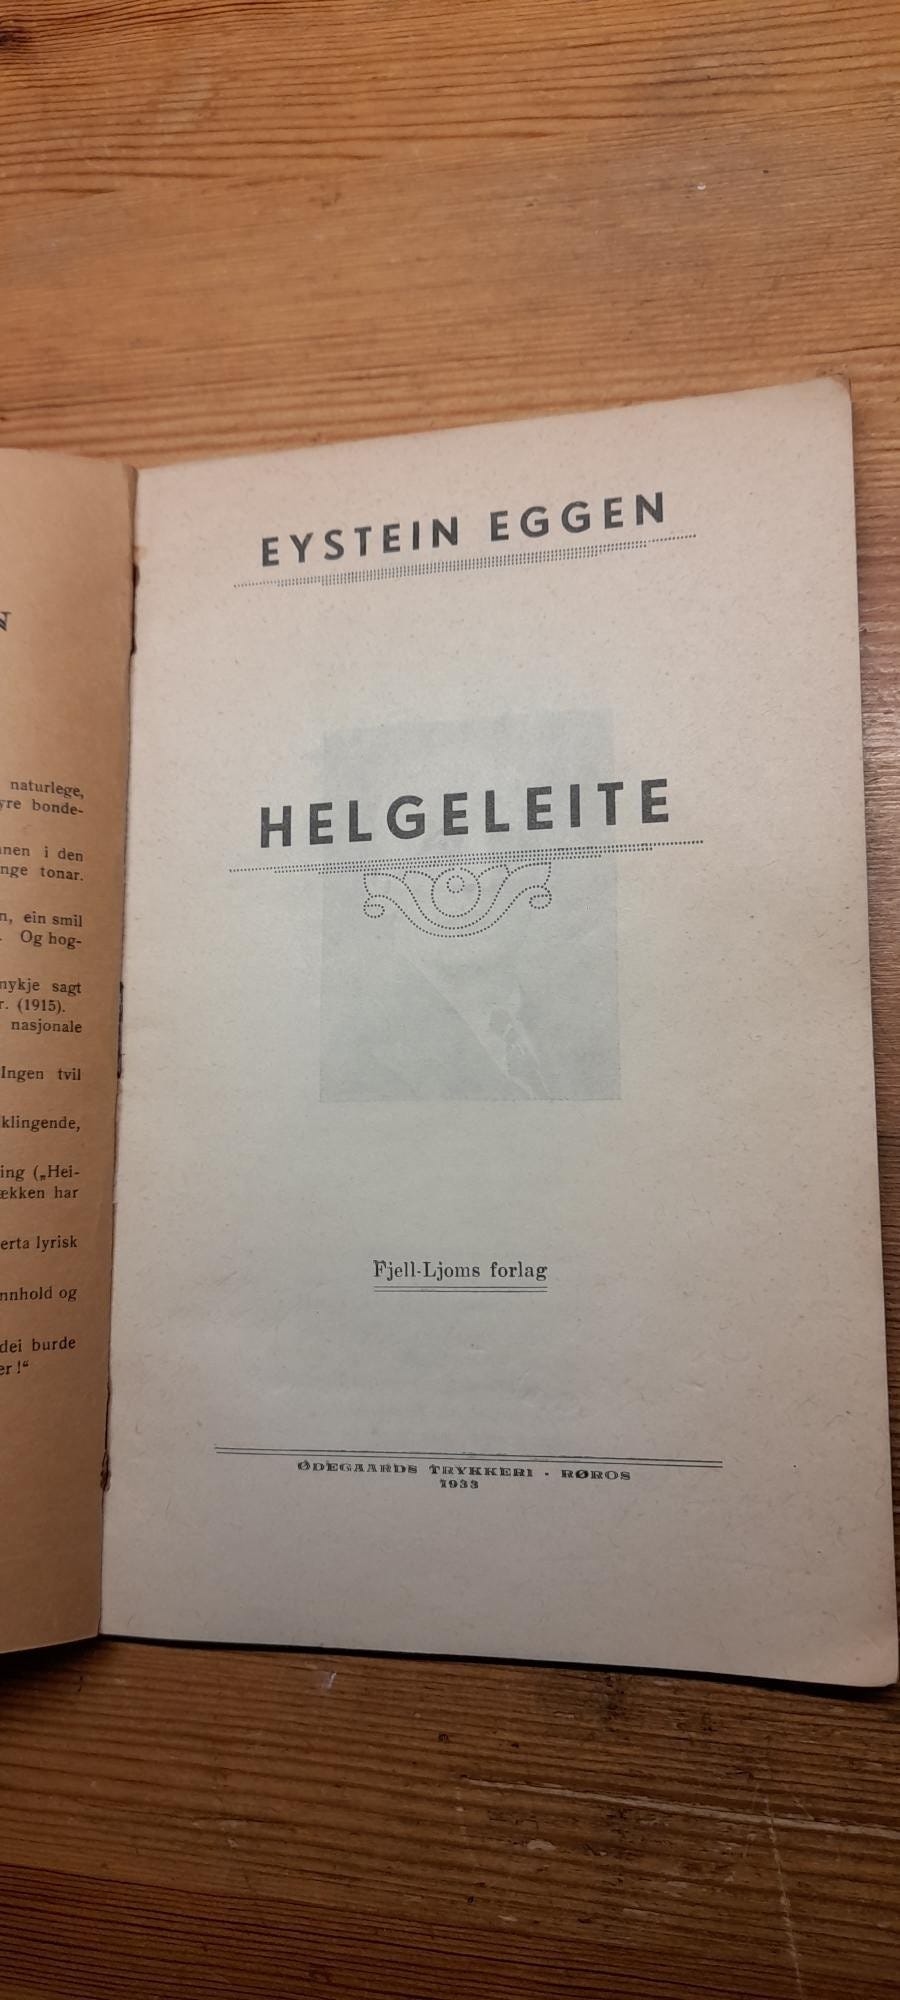 N
naturlege,
yre bonde-
nen i den
nge tonar.
n, ein smil
Og hog-
nykje sagt
r. (1915).
nasjonale
Ingen tvil
klingende,
ing („Hei-
ekken har
erta lyrisk
nnhold og
dei burde
er!“
EYSTEIN EGGEN
HELGELEITE
Fjell-Ljoms forlag
ØDEGAARDS TRYKKERI · RØROS
1933